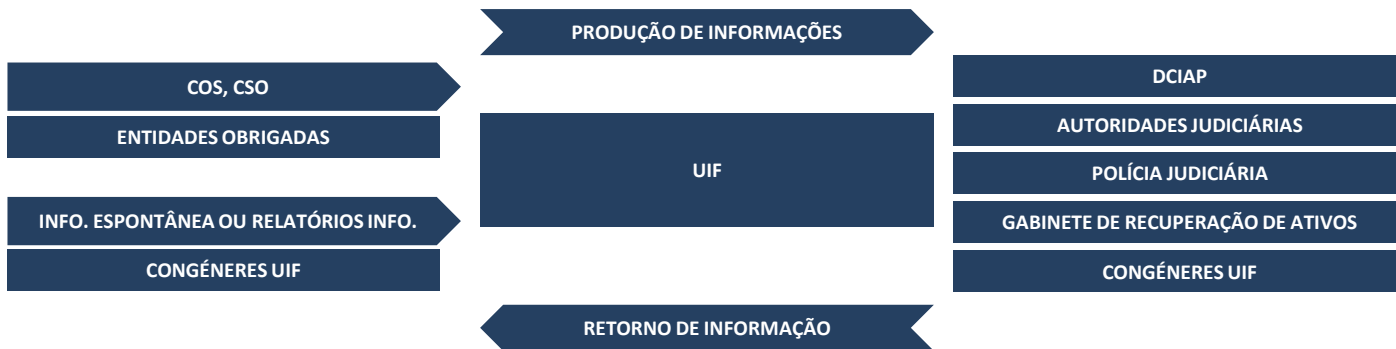 PRODUÇÃO DE INFORMAÇÕES
COS, CSO
ENTIDADES OBRIGADAS
INFO. ESPONTÂNEA OU RELATÓRIOS INFO.
CONGÉNERES UIF
UIF
DCIAP
AUTORIDADES JUDICIÁRIAS
POLÍCIA JUDICIÁRIA
GABINETE DE RECUPERAÇÃO DE ATIVOS
CONGÉNERES UIF
RETORNO DE INFORMAÇÃO